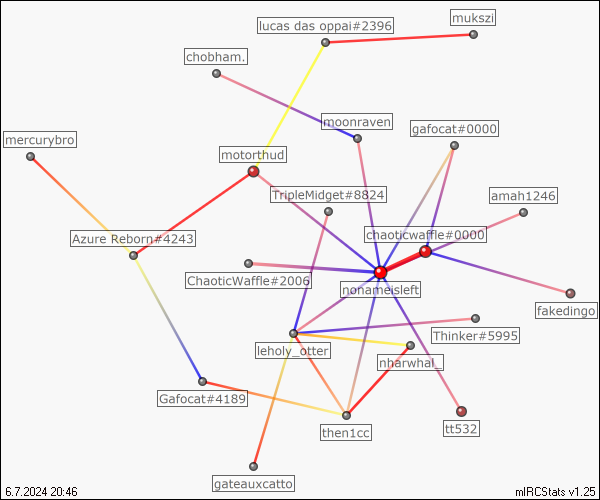 lucas das oppai#2396
mukszi
chobham.
moonraven
gafocat#0000
mercurybro
motorthud
TripleMidget#8824
amah1246
Azure Reborn#4243
chaoticwaffle#0000
ChaoticWaffle#2006
nonameisleft
fakedingo
leholy_otter
Thinker#5995
nharwhal_
Gafocat#4189
then1cc
tt532
gateauxcatto
6.7.2024 20:46
mIRCStats v1.25